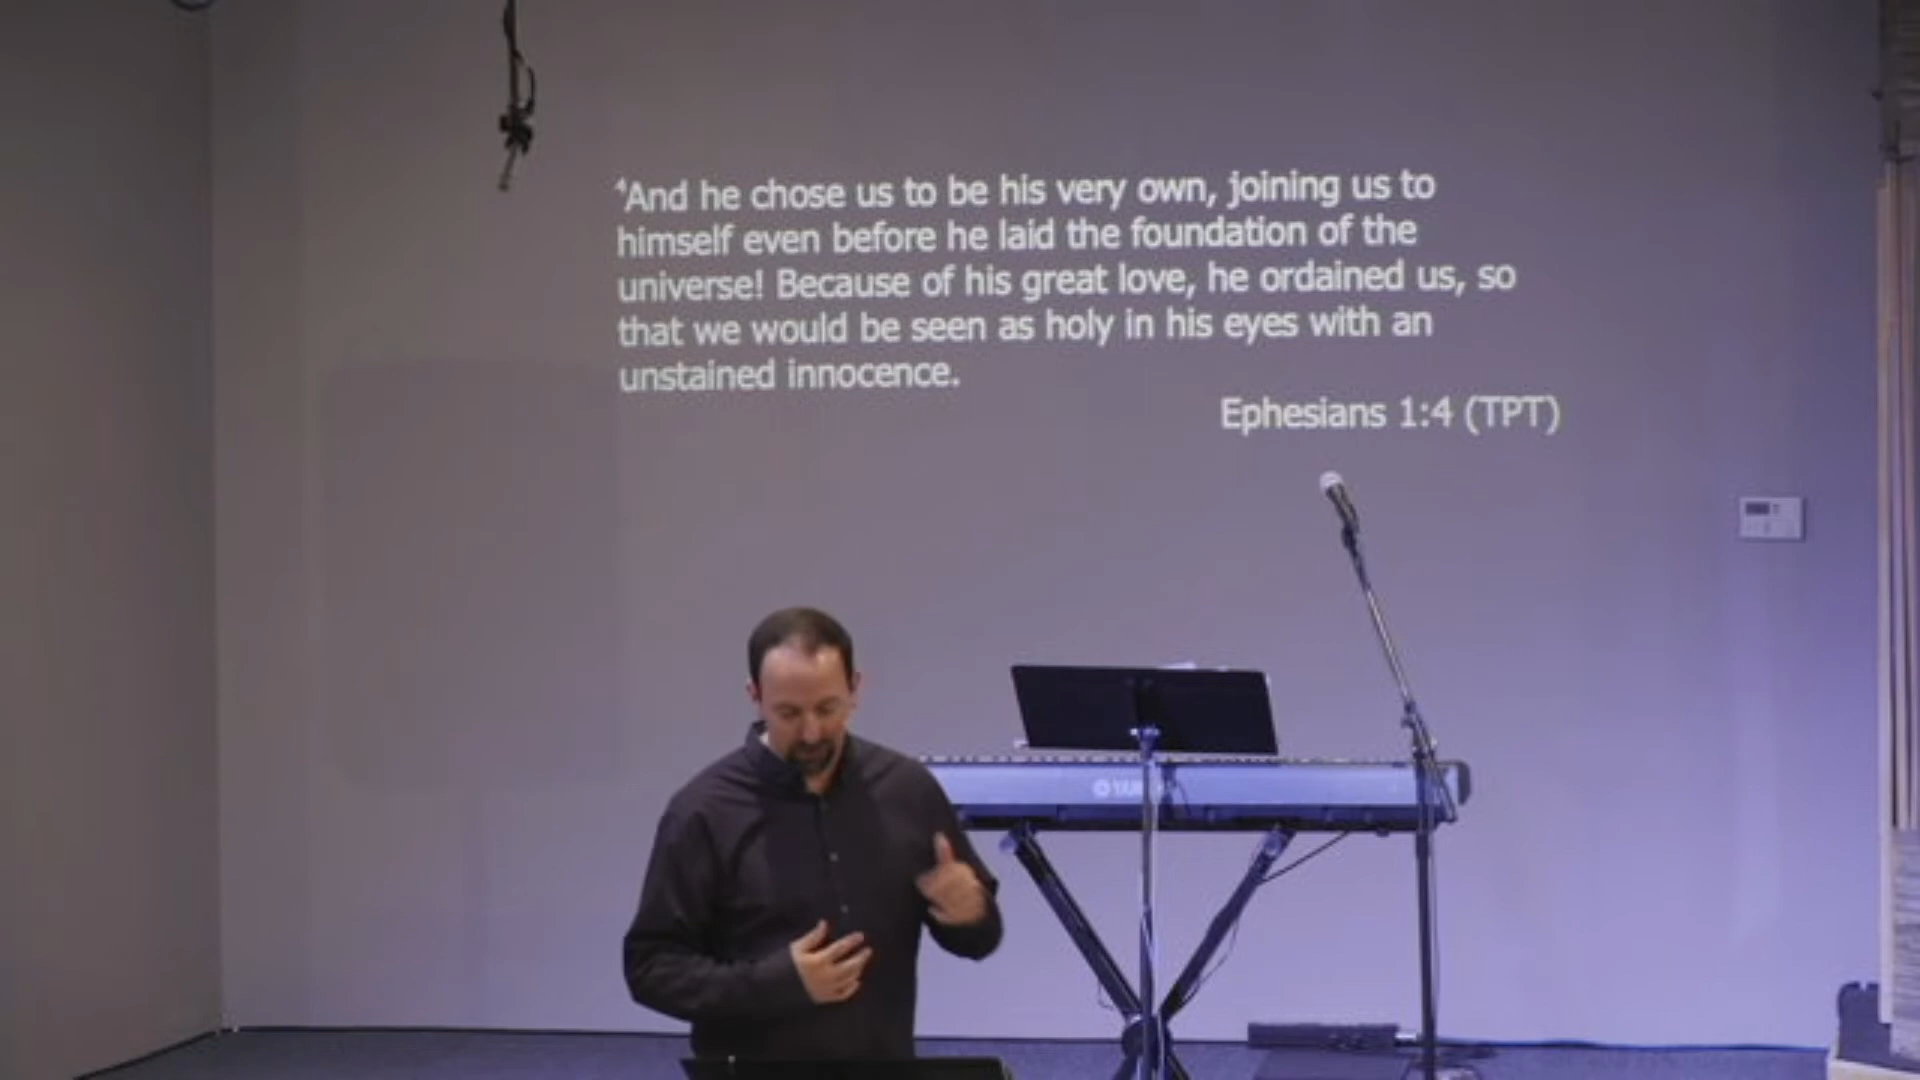 ⁴And he chose us to be his very own, joining us to
himself even before he laid the foundation of the
universe! Because of his great love, he ordained us, so
that we would be seen as holy in his eyes with an
unstained innocence.
Ephesians 1:4 (TPT)